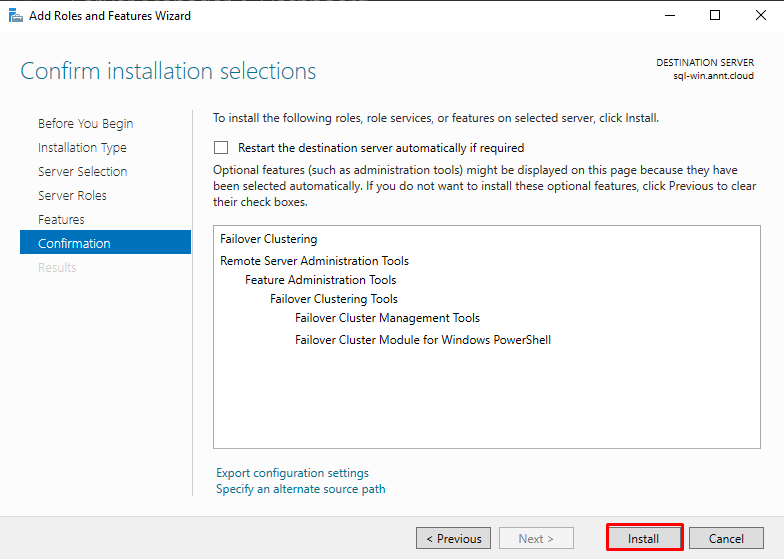 Add Roles and Features Wizard
Confirm installation selections
DESTINATION SERVER
sql-win.annt.cloud
Before You Begin
Installation Type
Server Selection
Server Roles
Features
Confirmation
Results
To install the following roles, role services, or features on selected server, click Install.
Restart the destination server automatically if required
Optional features (such as administration tools) might be displayed on this page because they have
been selected automatically. If you do not want to install these optional features, click Previous to clear
their check boxes.
Failover Clustering
Remote Server Administration Tools
Feature Administration Tools
Failover Clustering Tools
Failover Cluster Management Tools
Failover Cluster Module for Windows PowerShell
Export configuration settings
Specify an alternate source path
< Previous
Next >
Install
Cancel